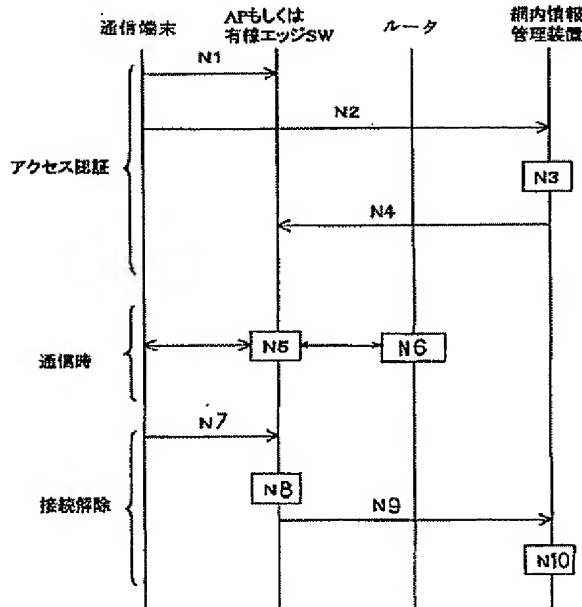 通信端末
APもしくは
有線エッジSW
ルータ
網内情報
管理装置
N1
N2
アクセス認証
N3
N4
通信時
N5
N6
N7
N8
接続解除
N9
N10